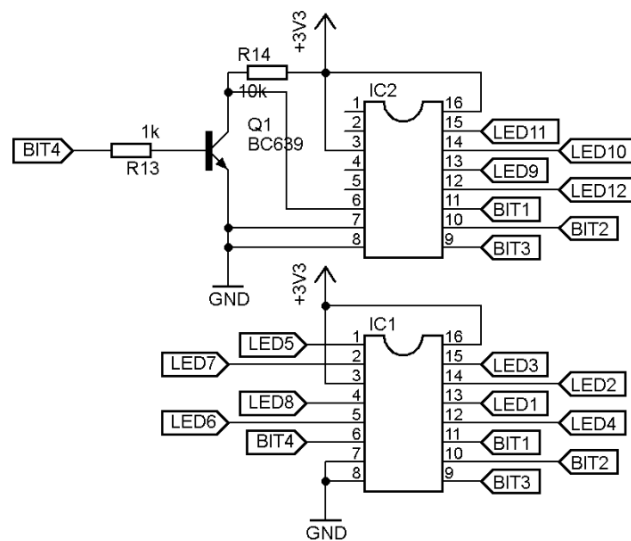 +3V3
R14
10k
IC2
1k
Q1
BC639
BIT4
R13
1
2
3
4
5
6
7
8
16
15
14
13
12
11
10
9
LED11
LED10
LED9
LED12
BIT1
BIT2
BIT3
GND
+3V3
IC1
LED5
LED7
LED8
LED6
BIT4
1
2
3
4
5
6
7
8
16
15
14
13
12
11
10
9
LED3
LED2
LED1
LED4
BIT1
BIT2
BIT3
GND